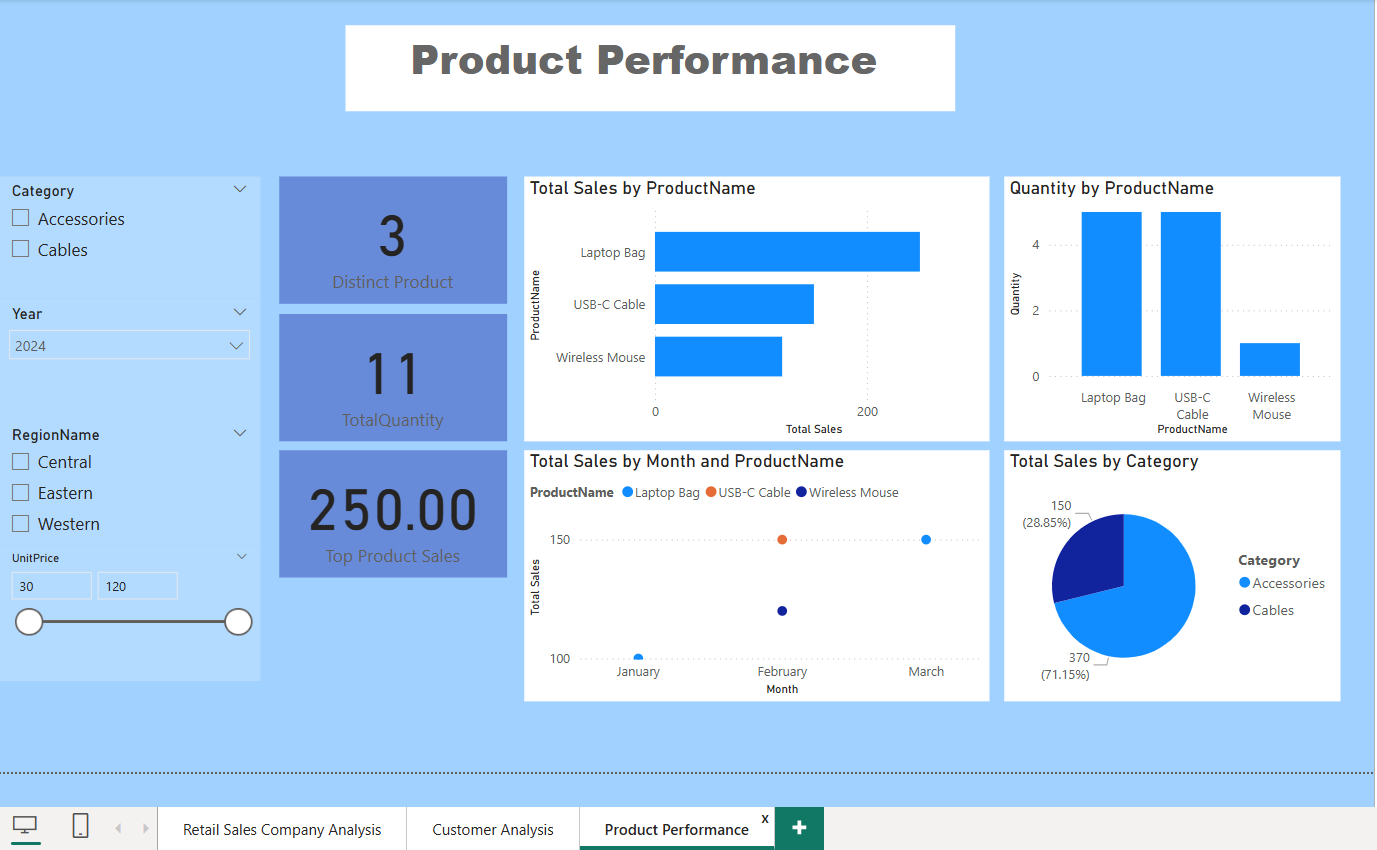 Product Performance
Category
Accessories
Cables
Year
2024
RegionName
Central
Eastern
Western
UnitPrice
30 120
3
Distinct Product
11
TotalQuantity
250.00
Top Product Sales
Total Sales by ProductName
ProductName
Laptop Bag
USB-C Cable
Wireless Mouse
0 200
Total Sales
Quantity by ProductName
Quantity
4
2
0
Laptop Bag USB-C Wireless
Cable Mouse
ProductName
Total Sales by Month and ProductName
ProductName Laptop Bag USB-C Cable Wireless Mouse
Total Sales
150
100
January February March
Month
Total Sales by Category
150
(28.85%)
370
(71.15%)
Category
Accessories
Cables
Retail Sales Company Analysis Customer Analysis Product Performance x +